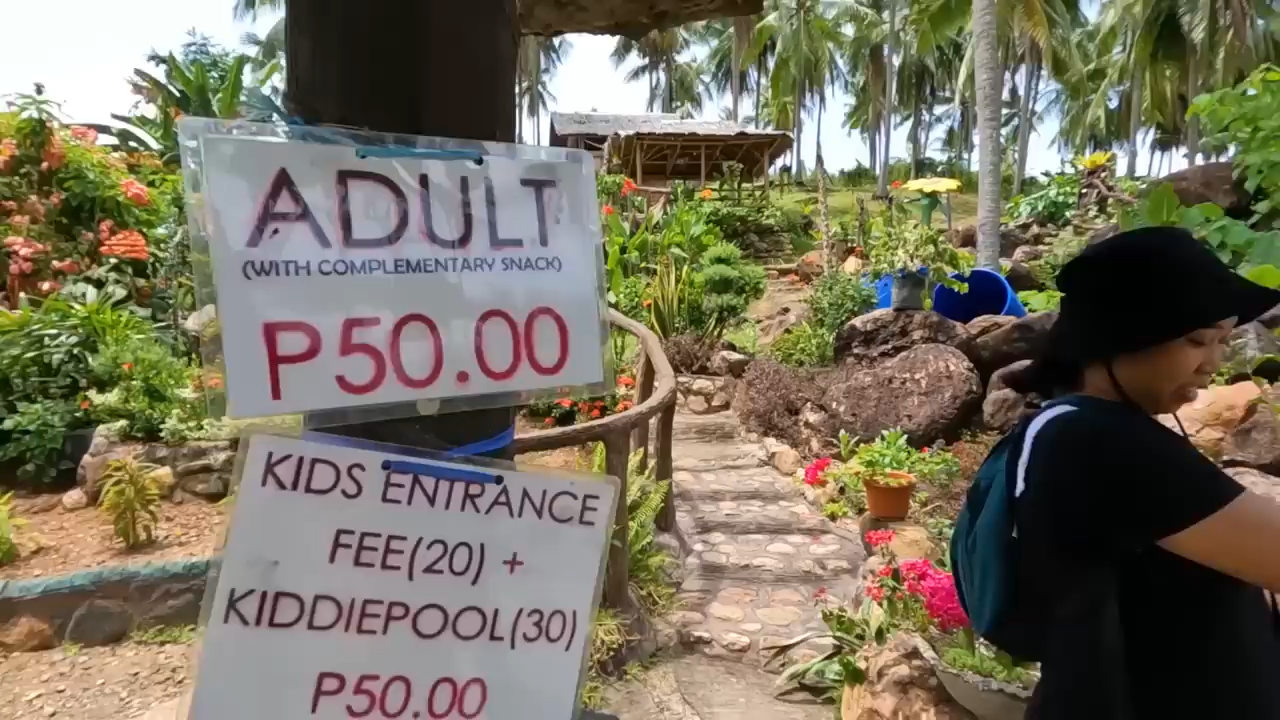 ADULT
(WITH COMPLEMENTARY SNACK)
P50.00
KIDS ENTRANCE
FEE(20) +
KIDDIEPOOL(30)
P50.00